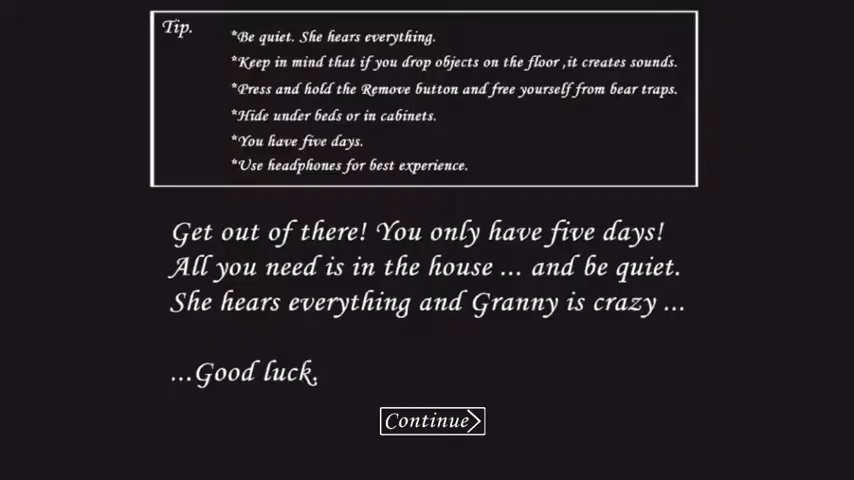 Tip.
*Be quiet. She hears everything.
*Keep in mind that if you drop objects on the floor ,it creates sounds.
*Press and hold the Remove button and free yourself from bear traps.
*Hide under beds or in cabinets.
*You have five days.
*Use headphones for best experience.
Get out of there! You only have five days!
All you need is in the house ... and be quiet.
She hears everything and Granny is crazy ...
...Good luck.
Continue